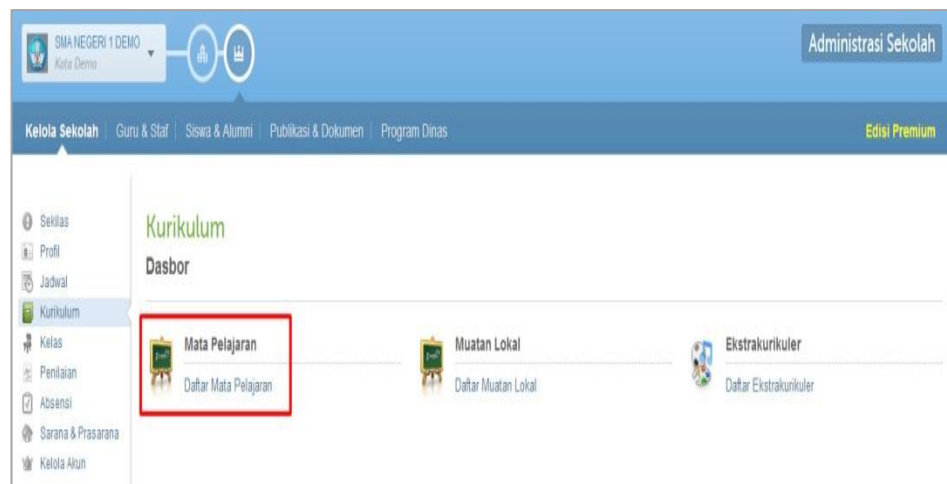 SMA NEGERI 1 DEMO
Kota Demo
Administrasi Sekolah
Kelola Sekolah Guru & Staf Siswa & Alumni Publikasi & Dokumen Program Dinas
Edisi Premium
Sekilas
Profil
Jadwal
Kurikulum
Kelas
Penilaian
Absensi
Sarana & Prasarana
Kelola Akun
Kurikulum
Dasbor
Mata Pelajaran
Daftar Mata Pelajaran
Muatan Lokal
Daftar Muatan Lokal
Ekstrakurikuler
Daftar Ekstrakurikuler